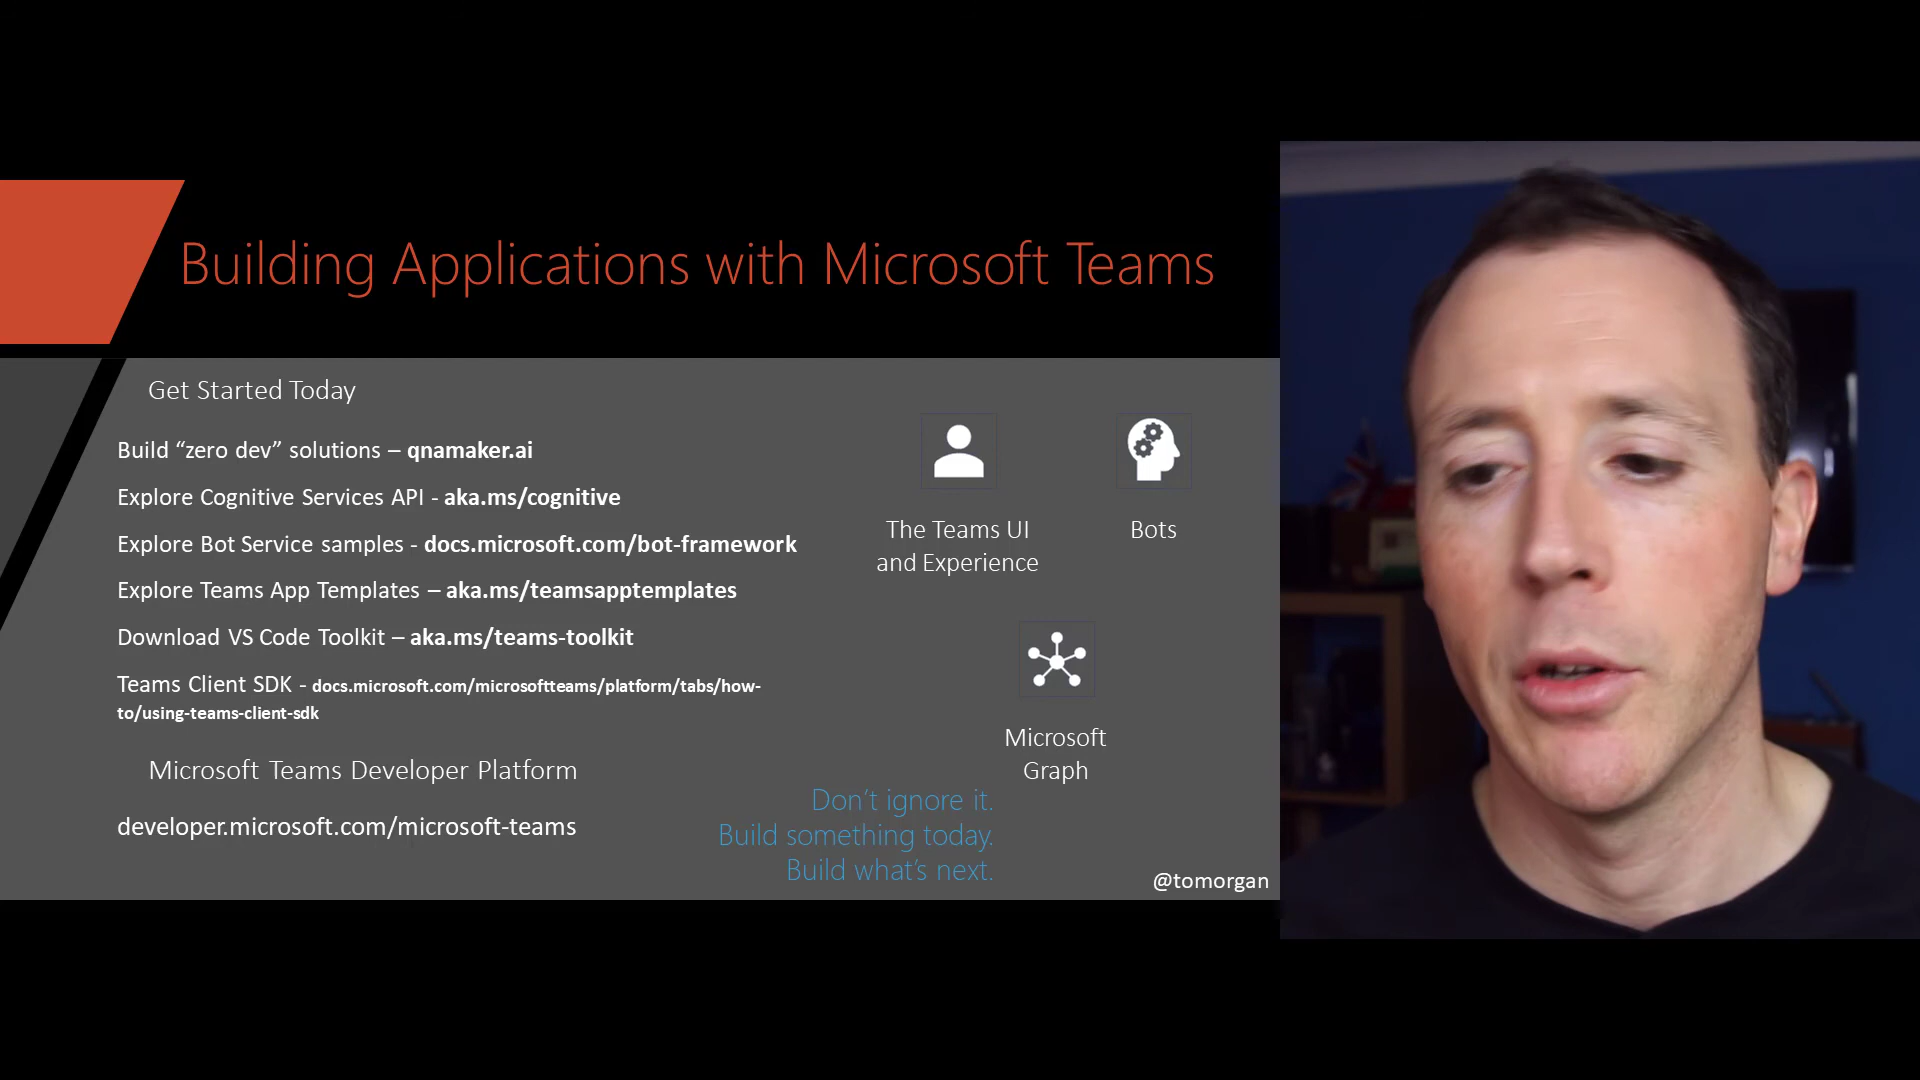 Building Applications with Microsoft Teams
Get Started Today
Build “zero dev” solutions – qnamaker.ai
Explore Cognitive Services API - aka.ms/cognitive
Explore Bot Service samples - docs.microsoft.com/bot-framework
Explore Teams App Templates – aka.ms/teamsapptemplates
Download VS Code Toolkit – aka.ms/teams-toolkit
Teams Client SDK - docs.microsoft.com/microsoftteams/platform/tabs/how-
to/using-teams-client-sdk
Microsoft Teams Developer Platform
developer.microsoft.com/microsoft-teams
The Teams UI
and Experience
Bots
Microsoft
Graph
Don’t ignore it.
Build something today.
Build what’s next.
@tomorgan